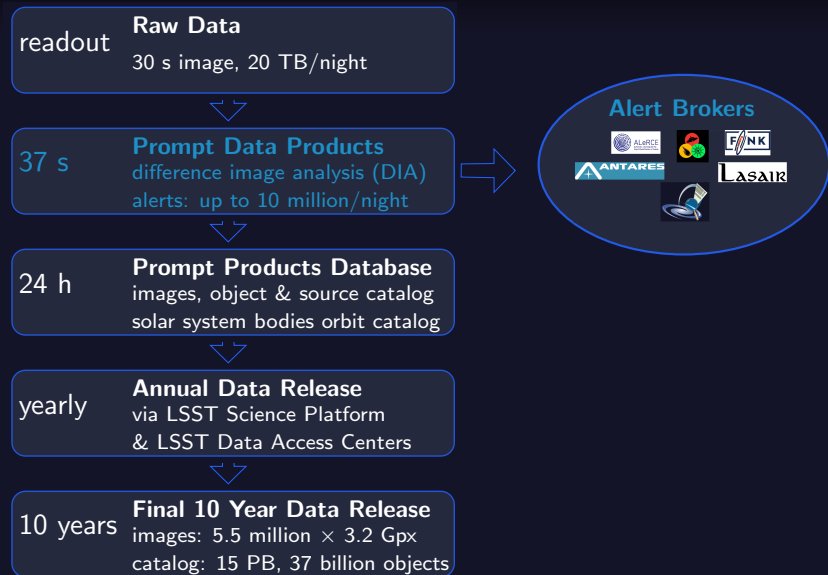 readout
Raw Data
30 s image, 20 TB/night
37 s
Prompt Data Products
difference image analysis (DIA)
alerts: up to 10 million/night
Alert Brokers
ALeRCE
FINK
ANTARES
LASAIR
24 h
Prompt Products Database
images, object & source catalog
solar system bodies orbit catalog
yearly
Annual Data Release
via LSST Science Platform
& LSST Data Access Centers
10 years
Final 10 Year Data Release
images: 5.5 million × 3.2 Gpx
catalog: 15 PB, 37 billion objects